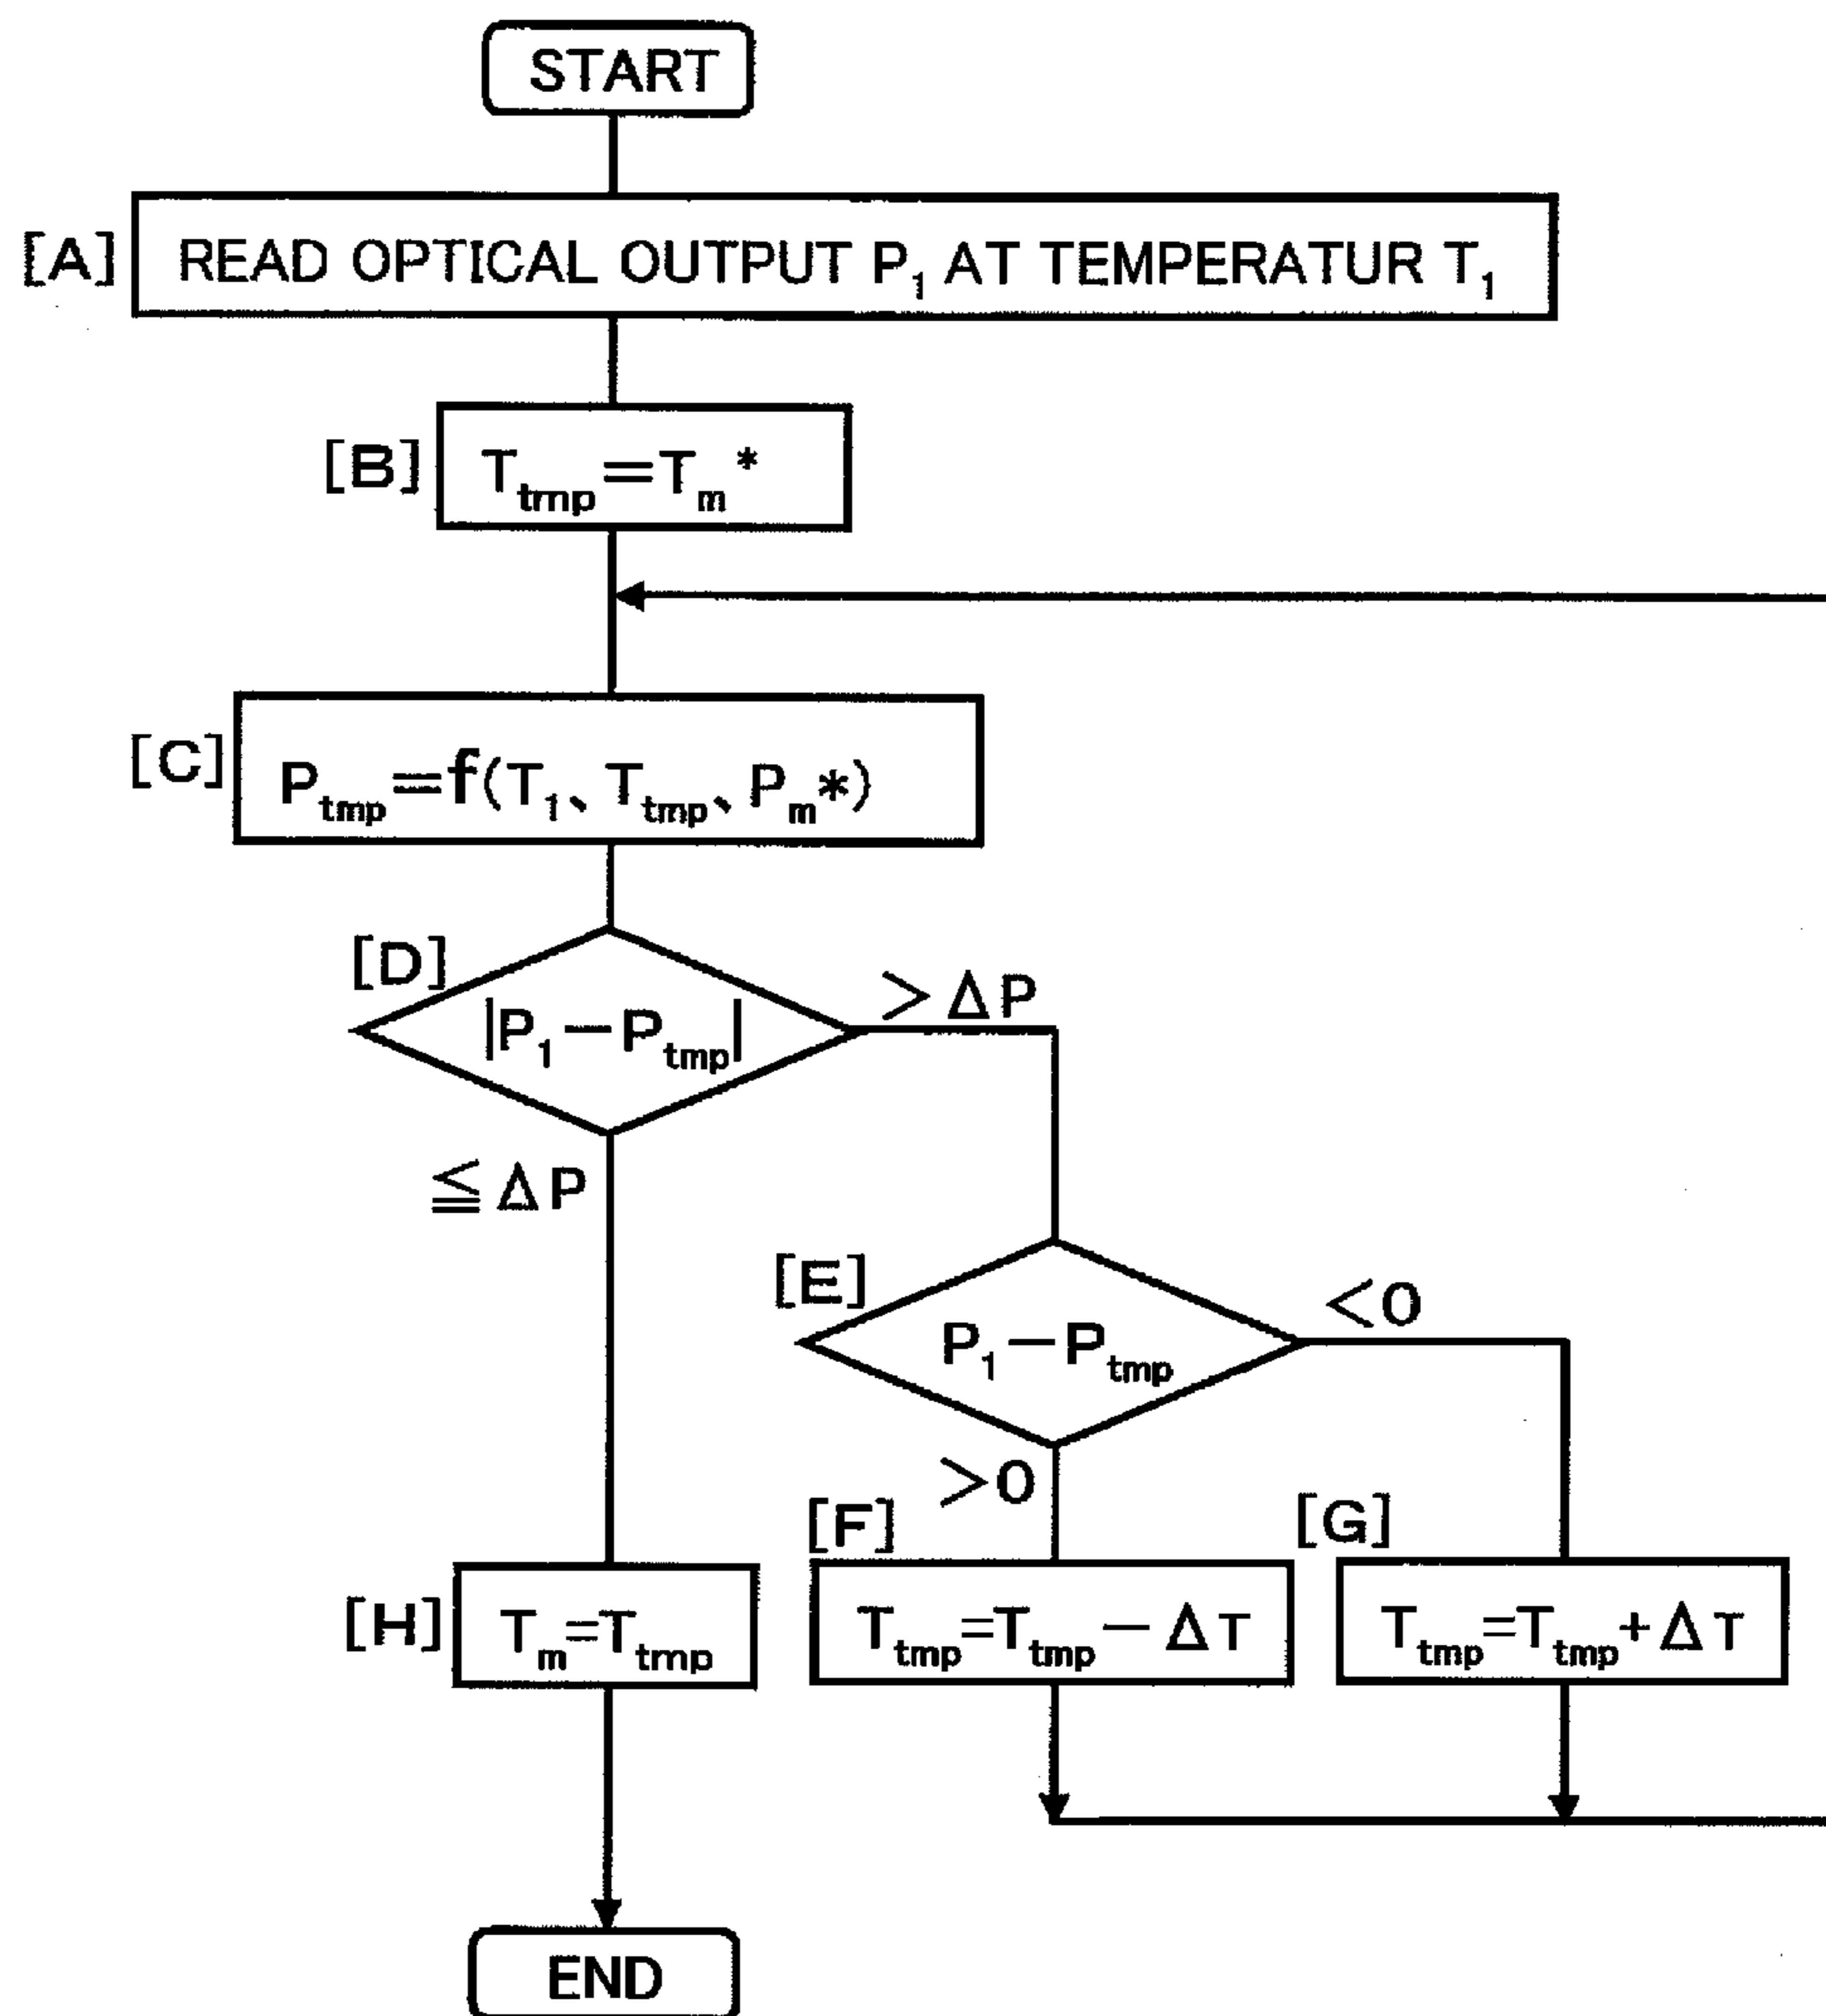 START
[A] READ OPTICAL OUTPUT P₁ AT TEMPERATUR T₁
[B] Ttmp=Tm*
[C] Ptmp=f(T₁、Ttmp、Pm*)
[D] |P₁-Ptmp|
>ΔP
≦ΔP
[E] P₁-Ptmp
<0
>0
[F] Ttmp=Ttmp-ΔT
[G] Ttmp=Ttmp+ΔT
[H] Tm=Ttmp
END